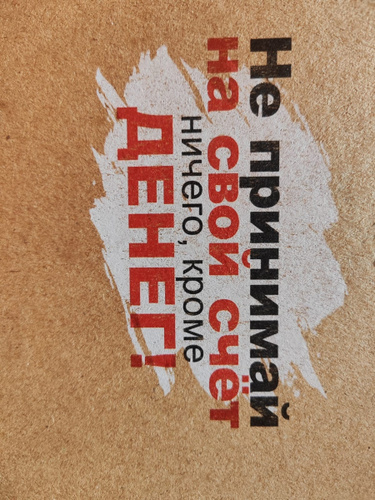 Не принимай
на свой счёт
ничего, кроме
ДЕНЕГ!